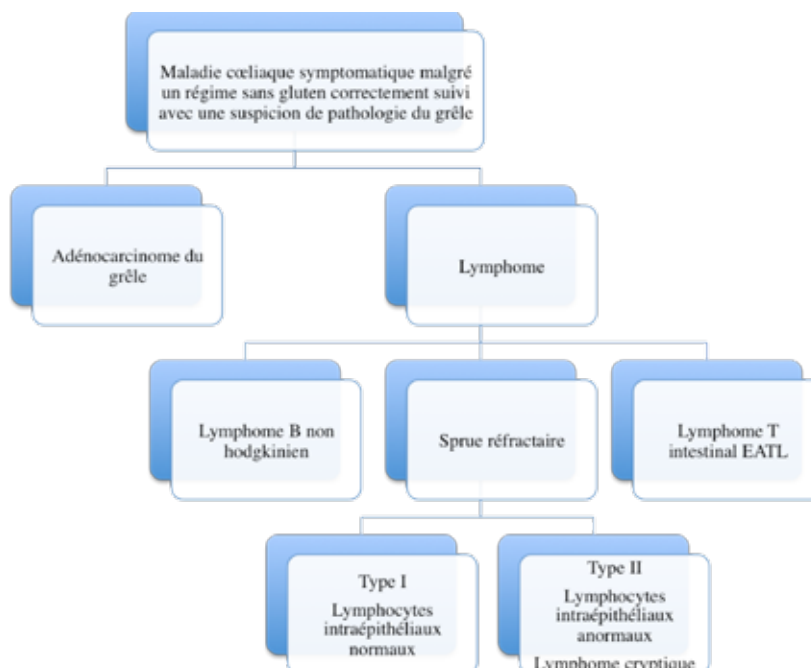 Maladie cœliaque symptomatique malgré
un régime sans gluten correctement suivi
avec une suspicion de pathologie du grêle
Adénocarcinome du
grêle
Lymphome
Lymphome B non
hodgkinien
Sprue réfractaire
Lymphome T
intestinal EATL
Type I
Lymphocytes
intraépithéliaux
normaux
Type II
Lymphocytes
intraépithéliaux
anormaux
Lymphome cryptique